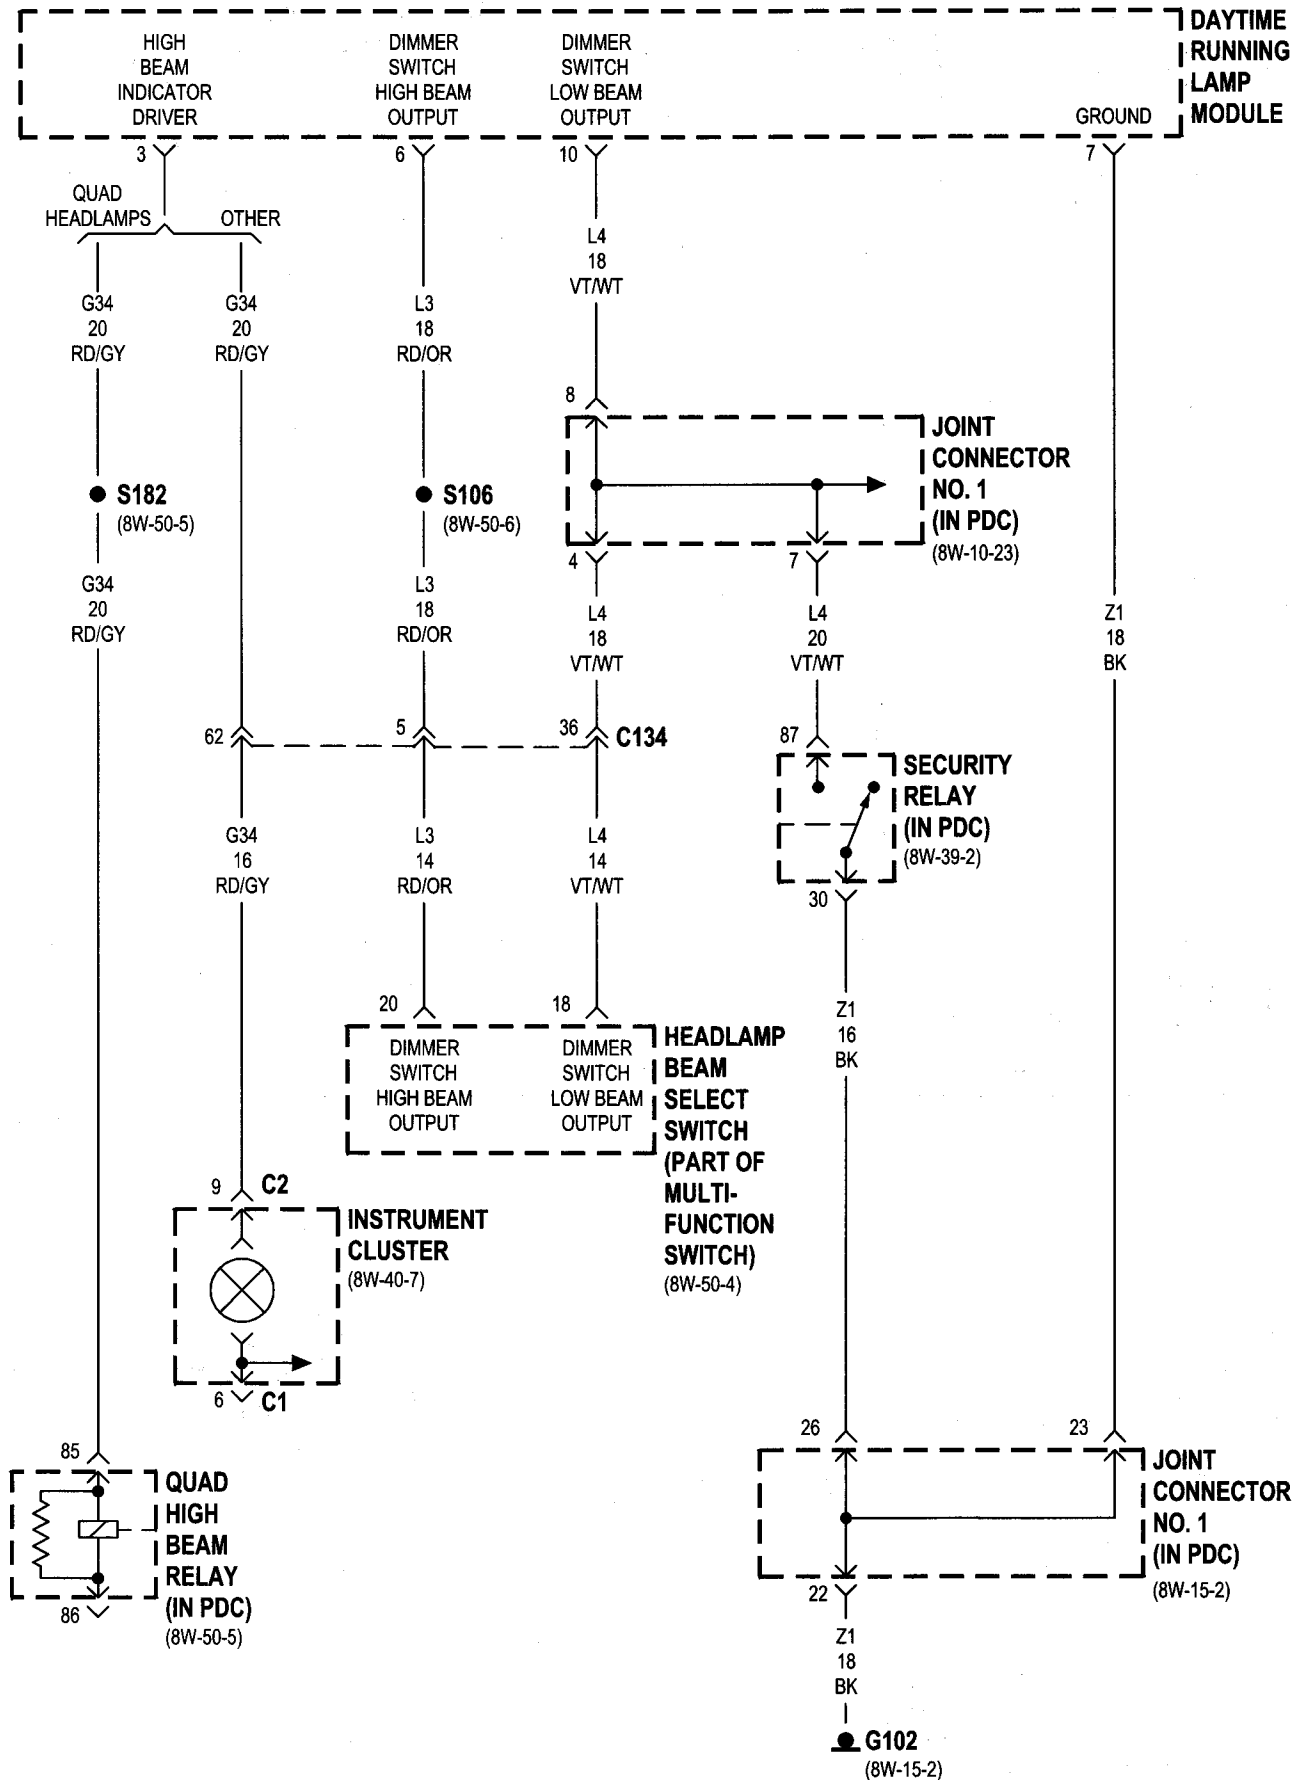 DAYTIME
RUNNING
LAMP
MODULE
HIGH
BEAM
INDICATOR
DRIVER
DIMMER
SWITCH
HIGH BEAM
OUTPUT
DIMMER
SWITCH
LOW BEAM
OUTPUT
GROUND
3
6
10
7
QUAD
HEADLAMPS
OTHER
G34
20
RD/GY
G34
20
RD/GY
L3
18
RD/OR
L4
18
VT/WT
8
JOINT
CONNECTOR
NO. 1
(IN PDC)
(8W-10-23)
S182
(8W-50-5)
S106
(8W-50-6)
4
7
G34
20
RD/GY
L3
18
RD/OR
L4
18
VT/WT
L4
20
VT/WT
Z1
18
BK
62
5
36
C134
87
SECURITY
RELAY
(IN PDC)
(8W-39-2)
30
G34
16
RD/GY
L3
14
RD/OR
L4
14
VT/WT
20
18
DIMMER
SWITCH
HIGH BEAM
OUTPUT
DIMMER
SWITCH
LOW BEAM
OUTPUT
HEADLAMP
BEAM
SELECT
SWITCH
(PART OF
MULTI-
FUNCTION
SWITCH)
(8W-50-4)
Z1
16
BK
9
C2
INSTRUMENT
CLUSTER
(8W-40-7)
6
C1
85
QUAD
HIGH
BEAM
RELAY
(IN PDC)
(8W-50-5)
86
26
23
JOINT
CONNECTOR
NO. 1
(IN PDC)
(8W-15-2)
22
Z1
18
BK
G102
(8W-15-2)